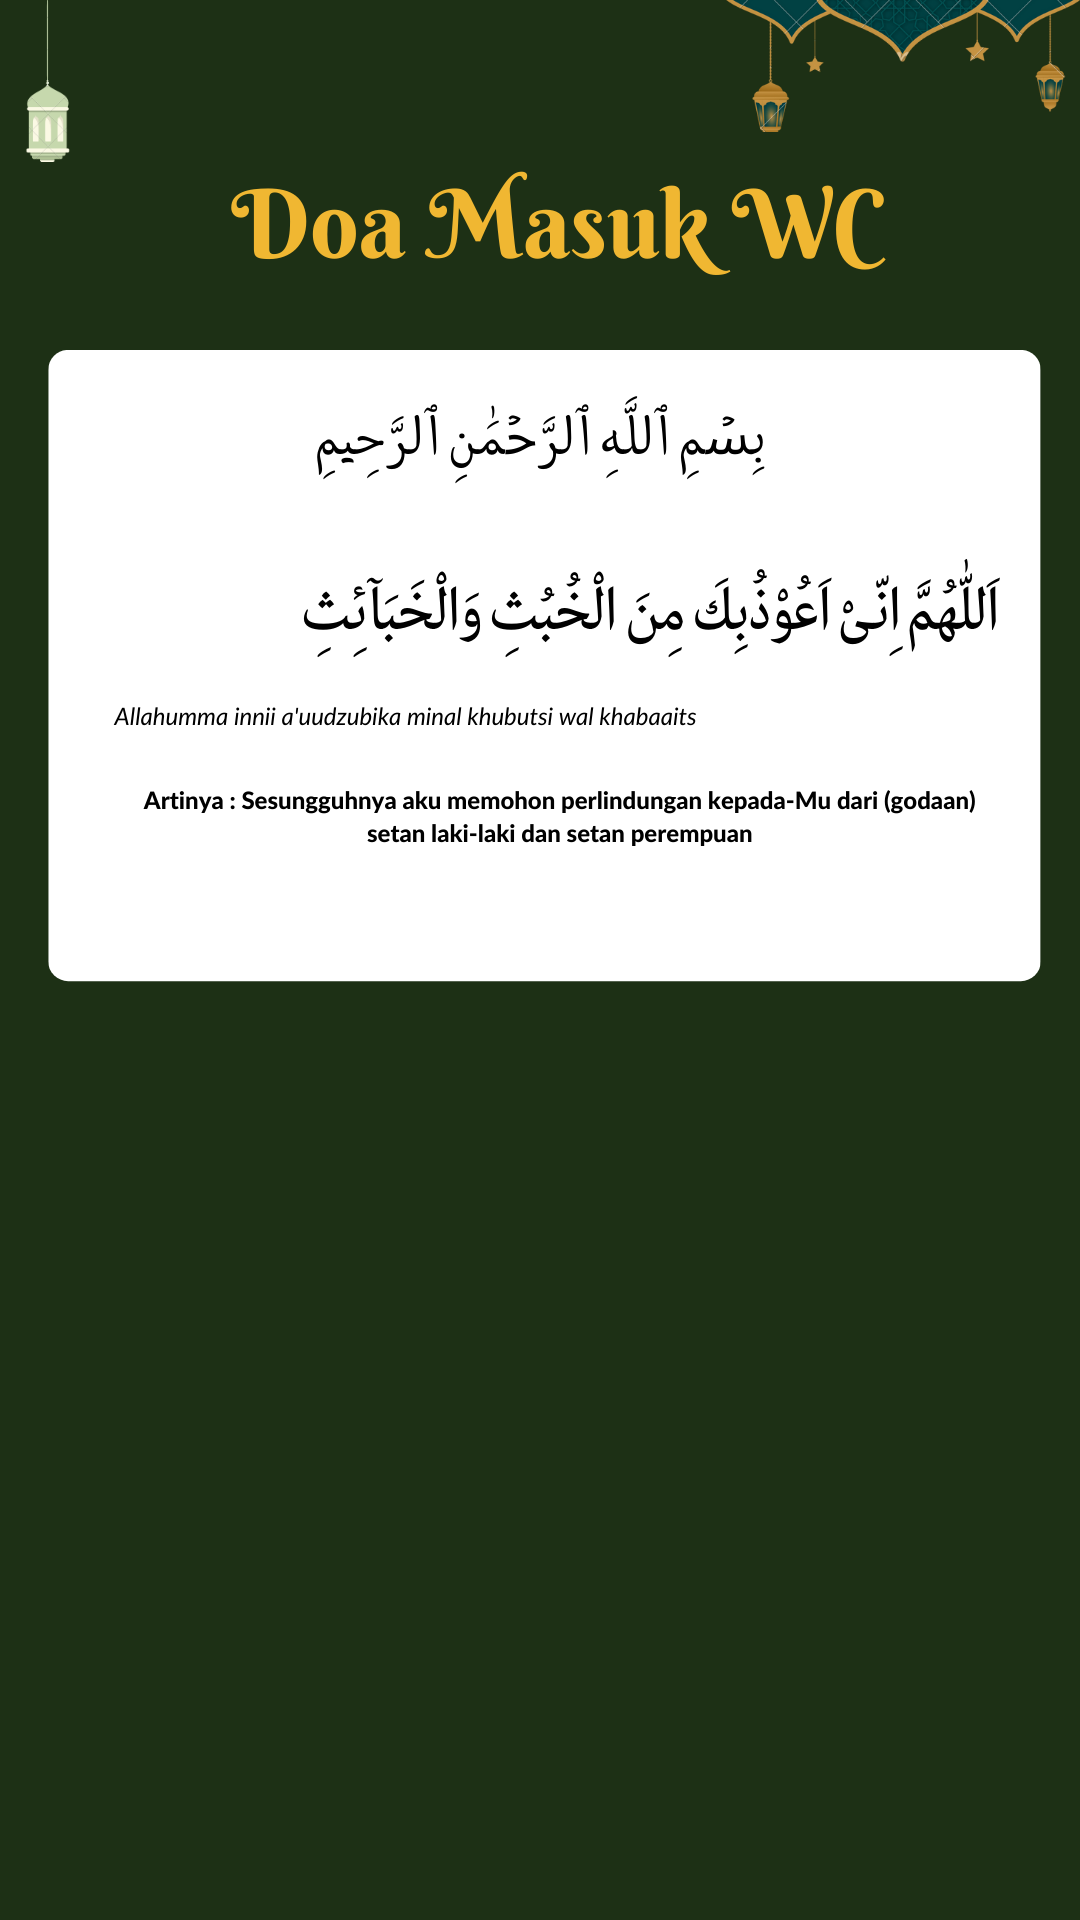 Doa Masuk WC
بِسْمِ ٱللَّهِ ٱلرَّحْمَٰنِ ٱلرَّحِيمِ
اَللّٰهُمَّ اِنِّىْ اَعُوْذُبِكَ مِنَ الْخُبُثِ وَالْخَبَآئِثِ
Allahumma innii a'uudzubika minal khubutsi wal khabaaits
Artinya : Sesungguhnya aku memohon perlindungan kepada-Mu dari (godaan)
setan laki-laki dan setan perempuan